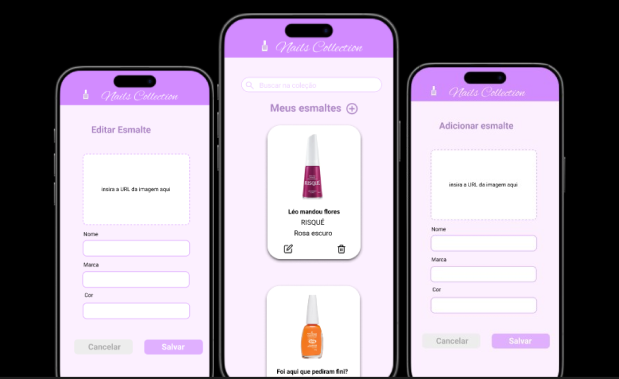 Nails Collection
Editar Esmalte
insira a URL da imagem aqui
Nome
Marca
Cor
Cancelar
Salvar
Nails Collection
Buscar na coleção
Meus esmaltes
RISQUÉ
Léo mandou flores
RISQUÉ
Rosa escuro
Foi aqui que pediram fini?
Nails Collection
Adicionar esmalte
insira a URL da imagem aqui
Nome
Marca
Cor
Cancelar
Salvar